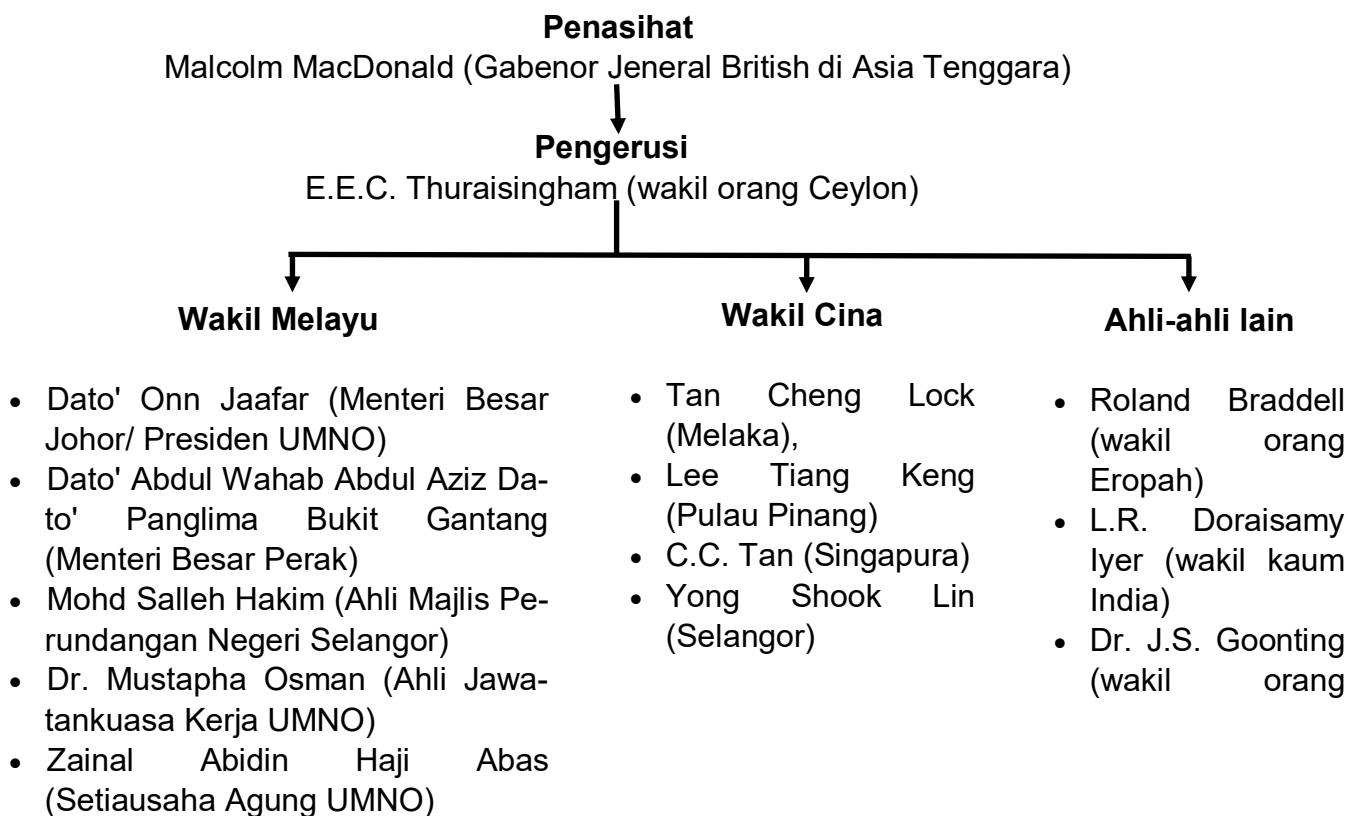 Penasihat
Malcolm MacDonald (Gabenor Jeneral British di Asia Tenggara)
Pengerusi
E.E.C. Thuraisingham (wakil orang Ceylon)
Wakil Melayu
• Dato' Onn Jaafar (Menteri Besar
Johor/ Presiden UMNO)
• Dato' Abdul Wahab Abdul Aziz Da-
to' Panglima Bukit Gantang
(Menteri Besar Perak)
• Mohd Salleh Hakim (Ahli Majlis Pe-
rundangan Negeri Selangor)
• Dr. Mustapha Osman (Ahli Jawa-
tankuasa Kerja UMNO)
• Zainal Abidin Haji Abas
(Setiausaha Agung UMNO)
Wakil Cina
• Tan Cheng Lock
(Melaka),
• Lee Tiang Keng
(Pulau Pinang)
• C.C. Tan (Singapura)
• Yong Shook Lin
(Selangor)
Ahli-ahli lain
• Roland Braddell
(wakil orang
Eropah)
• L.R. Doraisamy
Iyer (wakil kaum
India)
• Dr. J.S. Goonting
(wakil orang